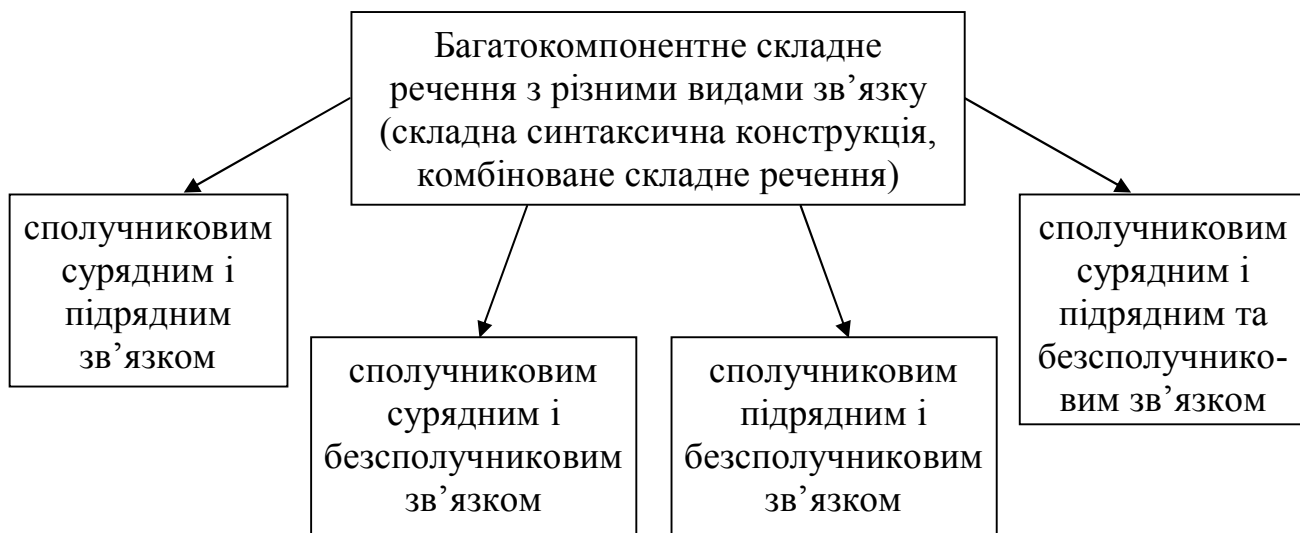 Багатокомпонентне складне
речення з різними видами зв’язку
(складна синтаксична конструкція,
комбіноване складне речення)
сполучниковим
сурядним і
підрядним
зв’язком
сполучниковим
сурядним і
безсполучниковим
зв’язком
сполучниковим
підрядним і
безсполучниковим
зв’язком
сполучниковим
сурядним і
підрядним та
безсполучнико-
вим зв’язком